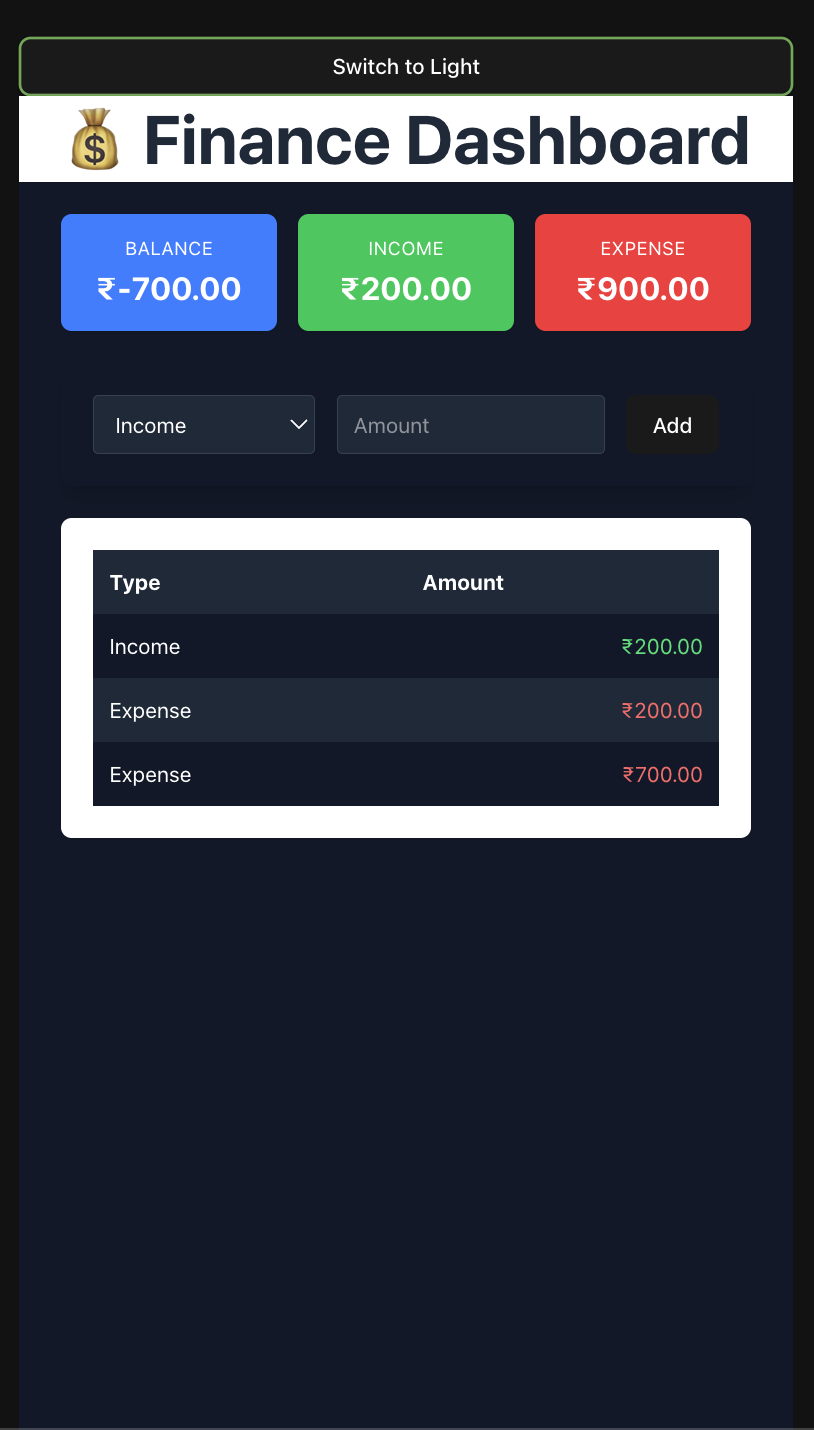 Switch to Light
💰 Finance Dashboard
BALANCE INCOME EXPENSE
₹-700.00 ₹200.00 ₹900.00
Income Amount Add
Type Amount
Income ₹200.00
Expense ₹200.00
Expense ₹700.00